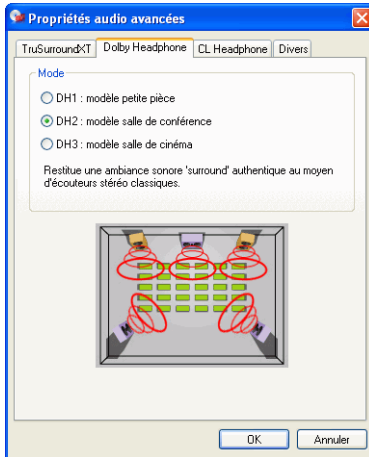 Propriétés audio avancées
TruSurroundXT Dolby Headphone CL Headphone Divers
Mode
DH1 : modèle petite pièce
DH2 : modèle salle de conférence
DH3 : modèle salle de cinéma
Restitue une ambiance sonore 'surround' authentique au moyen
d'écouteurs stéréo classiques.
OK Annuler